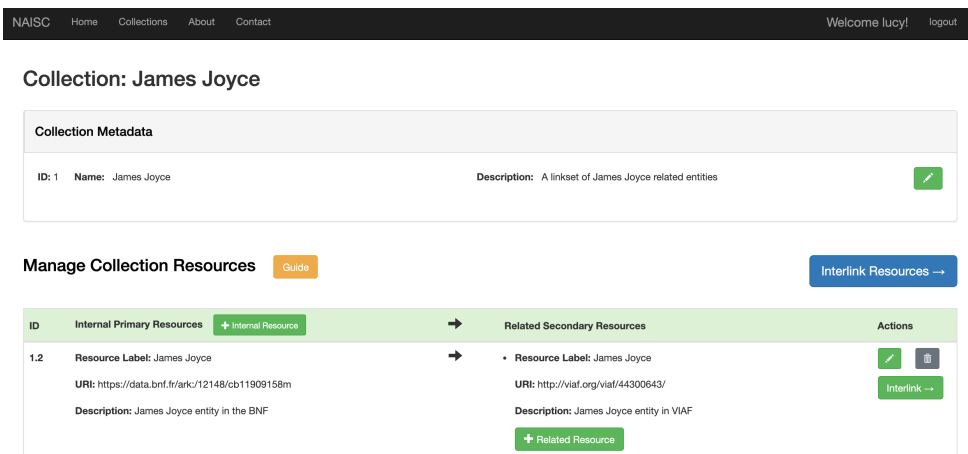 NAISC Home Collections About Contact Welcome lucy! logout
Collection: James Joyce
Collection Metadata
ID: 1 Name: James Joyce Description: A linkset of James Joyce related entities
Manage Collection Resources Guide Interlink Resources →
ID Internal Primary Resources + Internal Resource → Related Secondary Resources Actions
1.2 Resource Label: James Joyce → • Resource Label: James Joyce
URI: https://data.bnf.fr/ark:/12148/cb11909158m URI: http://viaf.org/viaf/44300643/ Interlink →
Description: James Joyce entity in the BNF Description: James Joyce entity in VIAF
+ Related Resource